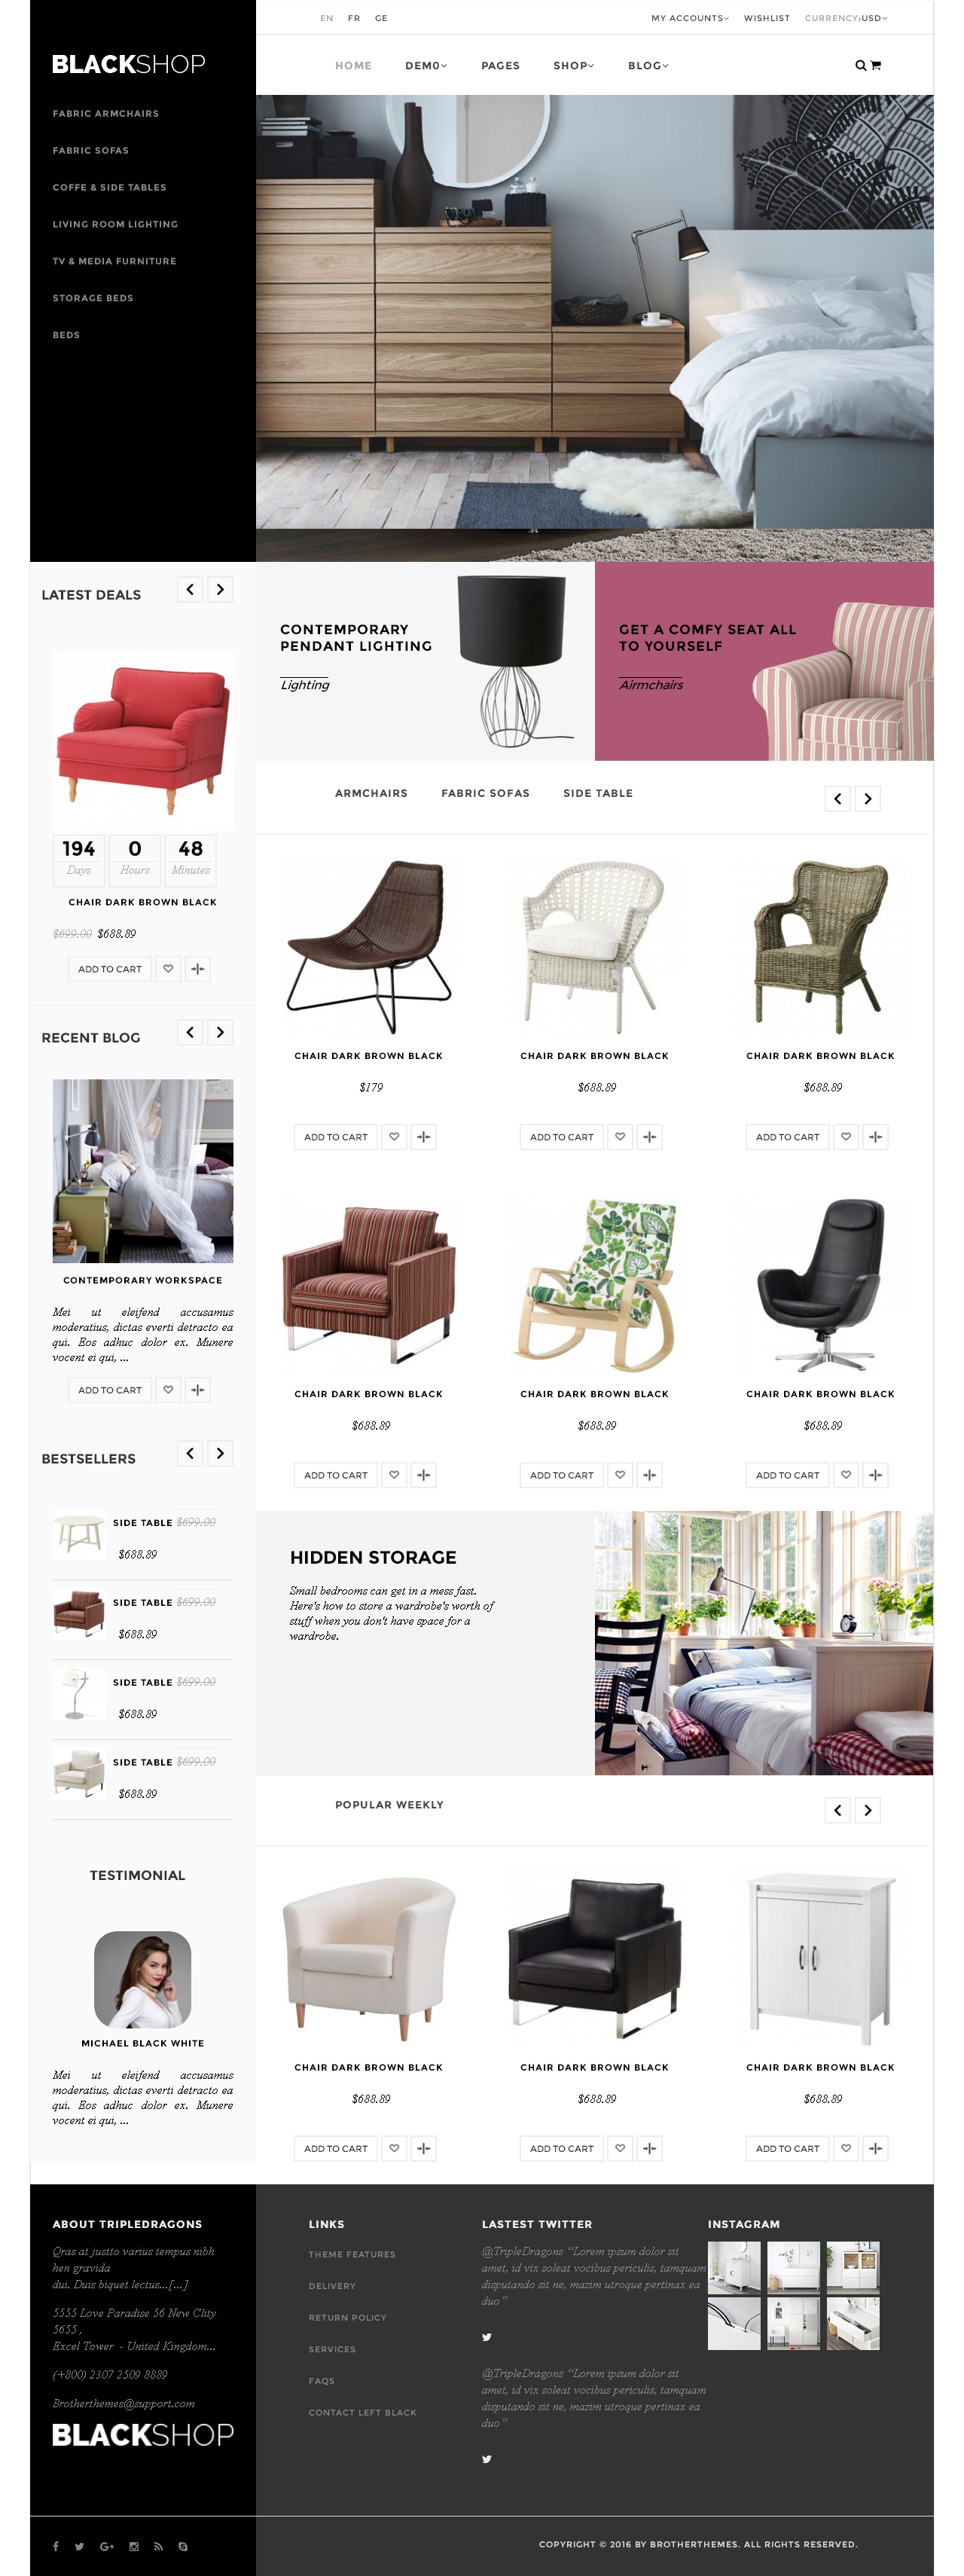 EN FR GE
MY ACCOUNTS WISHLIST CURRENCY:USD
BLACKSHOP
HOME DEMO PAGES SHOP BLOG
FABRIC ARMCHAIRS
FABRIC SOFAS
COFFE & SIDE TABLES
LIVING ROOM LIGHTING
TV & MEDIA FURNITURE
STORAGE BEDS
BEDS
LATEST DEALS
194 0 48
Days Hours Minutes
CHAIR DARK BROWN BLACK
$699.00 $688.89
ADD TO CART
RECENT BLOG
CONTEMPORARY WORKSPACE
Mei ut eleifend accusamus
moderatius, dictas everti detracto ea
qui. Eos adhuc dolor ex. Munere
vocent ei qui, ...
ADD TO CART
BESTSELLERS
SIDE TABLE $699.00
$688.89
SIDE TABLE $699.00
$688.89
SIDE TABLE $699.00
$688.89
SIDE TABLE $699.00
$688.89
TESTIMONIAL
MICHAEL BLACK WHITE
Mei ut eleifend accusamus
moderatius, dictas everti detracto ea
qui. Eos adhuc dolor ex. Munere
vocent ei qui, ...
CONTEMPORARY
PENDANT LIGHTING
Lighting
GET A COMFY SEAT ALL
TO YOURSELF
Airmchairs
ARMCHAIRS FABRIC SOFAS SIDE TABLE
CHAIR DARK BROWN BLACK CHAIR DARK BROWN BLACK CHAIR DARK BROWN BLACK
$179 $688.89 $688.89
ADD TO CART ADD TO CART ADD TO CART
CHAIR DARK BROWN BLACK CHAIR DARK BROWN BLACK CHAIR DARK BROWN BLACK
$688.89 $688.89 $688.89
ADD TO CART ADD TO CART ADD TO CART
HIDDEN STORAGE
Small bedrooms can get in a mess fast.
Here's how to store a wardrobe's worth of
stuff when you don't have space for a
wardrobe.
POPULAR WEEKLY
CHAIR DARK BROWN BLACK CHAIR DARK BROWN BLACK CHAIR DARK BROWN BLACK
$688.89 $688.89 $688.89
ADD TO CART ADD TO CART ADD TO CART
ABOUT TRIPLEDRAGONS
Qras at justto varius tempus nibh
hen gravida
dui. Duis biquet lectus...[...]
5555 Love Paradise 56 New Clity
5655 ,
Excel Tower - United Kingdom...
(+800) 2307 2509 8889
Brotherthemes@support.com
BLACKSHOP
LINKS
THEME FEATURES
DELIVERY
RETURN POLICY
SERVICES
FAQS
CONTACT LEFT BLACK
LASTEST TWITTER
@TripleDragons "Lorem ipsum dolor sit
amet, id vix soleat vocibus periculis, tamquam
disputando sit ne, mazim utroque pertinax ea
duo"
@TripleDragons "Lorem ipsum dolor sit
amet, id vix soleat vocibus periculis, tamquam
disputando sit ne, mazim utroque pertinax ea
duo"
INSTAGRAM
COPYRIGHT © 2016 BY BROTHERTHEMES. ALL RIGHTS RESERVED.